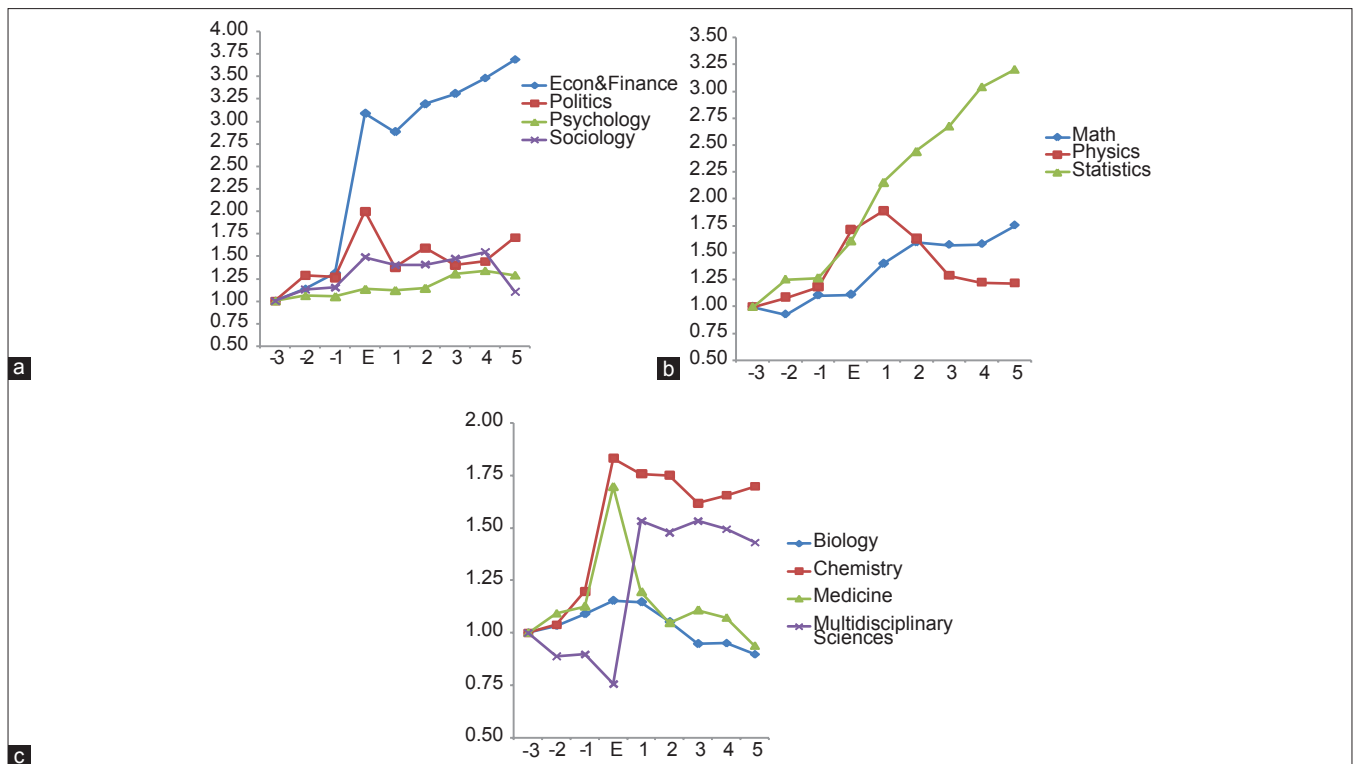 4.00
3.75
3.50
3.25
3.00
2.75
2.50
2.25
2.00
1.75
1.50
1.25
1.00
0.75
0.50
-3 -2 -1 E 1 2 3 4 5
Econ&Finance
Politics
Psychology
Sociology
a
3.50
3.25
3.00
2.75
2.50
2.25
2.00
1.75
1.50
1.25
1.00
0.75
0.50
-3 -2 -1 E 1 2 3 4 5
Math
Physics
Statistics
b
2.00
1.75
1.50
1.25
1.00
0.75
0.50
-3 -2 -1 E 1 2 3 4 5
Biology
Chemistry
Medicine
Multidisciplinary
Sciences
c